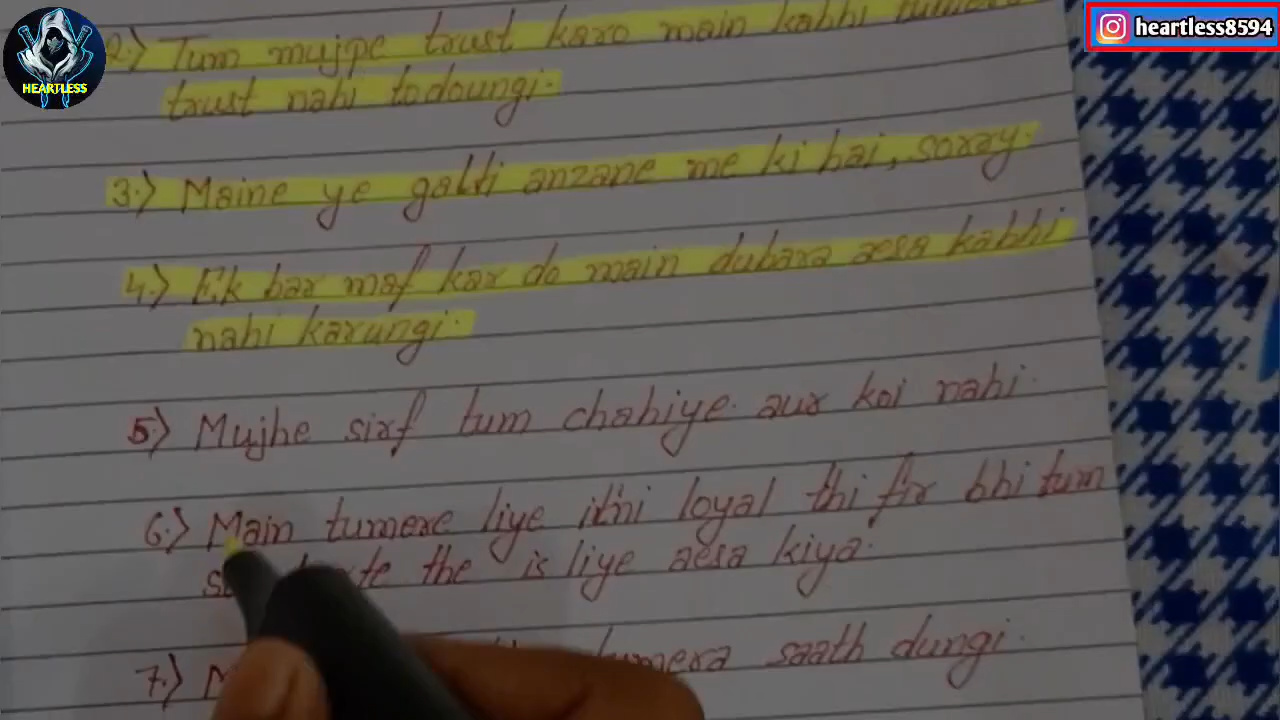 HEARTLESS
heartless8594
2.) Tum mujpe trust karo main kabhi
trust nahi todoungi.
3.) Maine ye galti anzane me ki hai, soray.
4.) Ek bar maf kar do main dubara aesa kabhi
nahi karungi.
5.) Mujhe sirf tum chahiye. aur koi nahi.
6.) Main tumere liye itni loyal thi fir bhi tum
the is liye aesa kiya.
7.) tumera saath dungi.